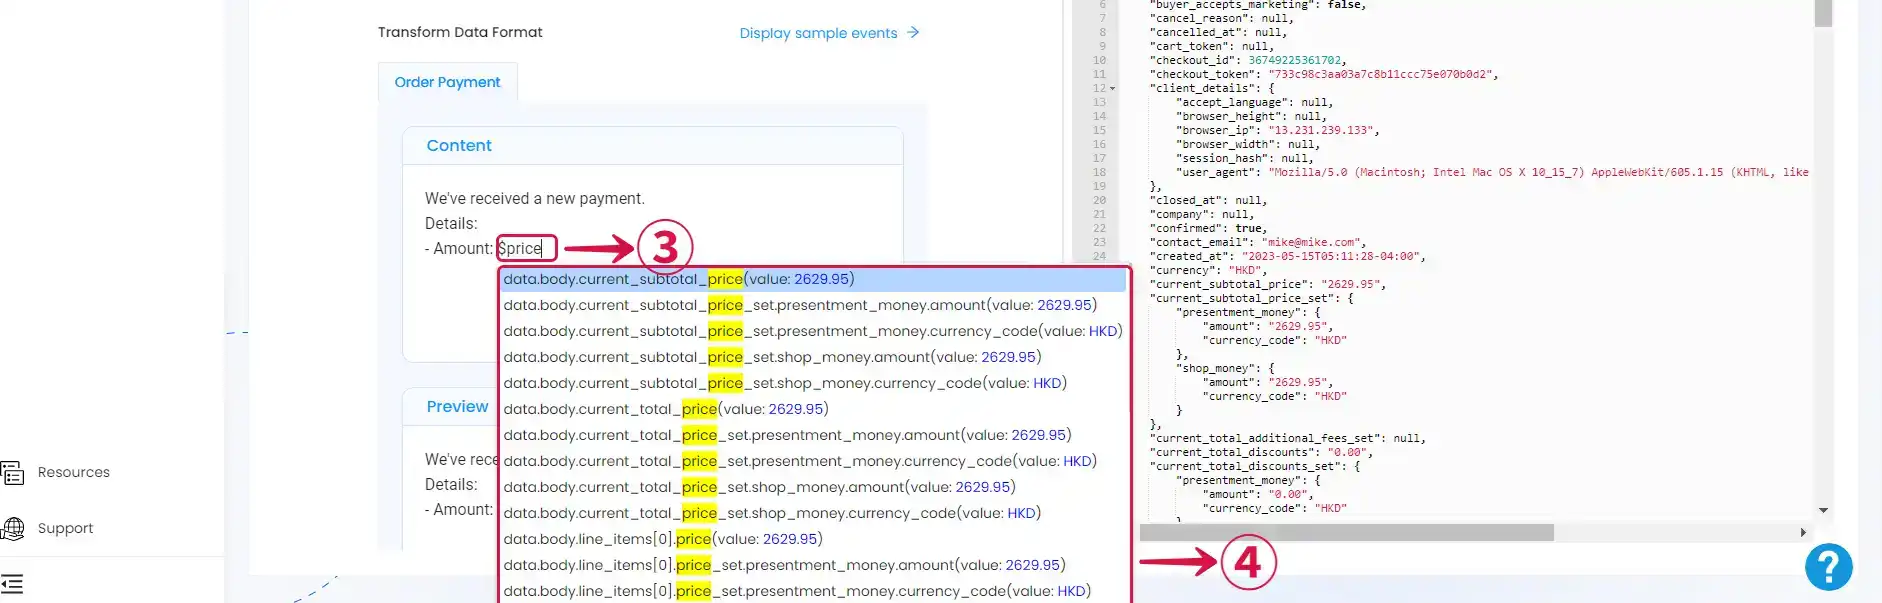 Transform Data Format
Display sample events →
Order Payment
Content
We've received a new payment.
Details:
- Amount: $price
3
data.body.current_subtotal_price(value: 2629.95)
data.body.current_subtotal_price_set.presentment_money.amount(value: 2629.95)
data.body.current_subtotal_price_set.presentment_money.currency_code(value: HKD)
data.body.current_subtotal_price_set.shop_money.amount(value: 2629.95)
data.body.current_subtotal_price_set.shop_money.currency_code(value: HKD)
data.body.current_total_price(value: 2629.95)
data.body.current_total_price_set.presentment_money.amount(value: 2629.95)
data.body.current_total_price_set.presentment_money.currency_code(value: HKD)
data.body.current_total_price_set.shop_money.amount(value: 2629.95)
data.body.current_total_price_set.shop_money.currency_code(value: HKD)
data.body.line_items[0].price(value: 2629.95)
data.body.line_items[0].price_set.presentment_money.amount(value: 2629.95)
data.body.line_items[0].price_set.presentment_money.currency_code(value: HKD)
4
Preview
We've rece
Details:
- Amount:
Resources
Support
6 "buyer_accepts_marketing": false,
7 "cancel_reason": null,
8 "cancelled_at": null,
9 "cart_token": null,
10 "checkout_id": 36749225361702,
11 "checkout_token": "733c98c3aa03a7c8b11ccc75e070b0d2",
12 "client_details": {
13 "accept_language": null,
14 "browser_height": null,
15 "browser_ip": "13.231.239.133",
16 "browser_width": null,
17 "session_hash": null,
18 "user_agent": "Mozilla/5.0 (Macintosh; Intel Mac OS X 10_15_7) AppleWebKit/605.1.15 (KHTML, like
19 },
20 "closed_at": null,
21 "company": null,
22 "confirmed": true,
23 "contact_email": "mike@mike.com",
24 "created_at": "2023-05-15T05:11:28-04:00",
"currency": "HKD",
"current_subtotal_price": "2629.95",
"current_subtotal_price_set": {
"presentment_money": {
"amount": "2629.95",
"currency_code": "HKD"
},
"shop_money": {
"amount": "2629.95",
"currency_code": "HKD"
}
},
"current_total_additional_fees_set": null,
"current_total_discounts": "0.00",
"current_total_discounts_set": {
"presentment_money": {
"amount": "0.00",
"currency_code": "HKD"
}
?